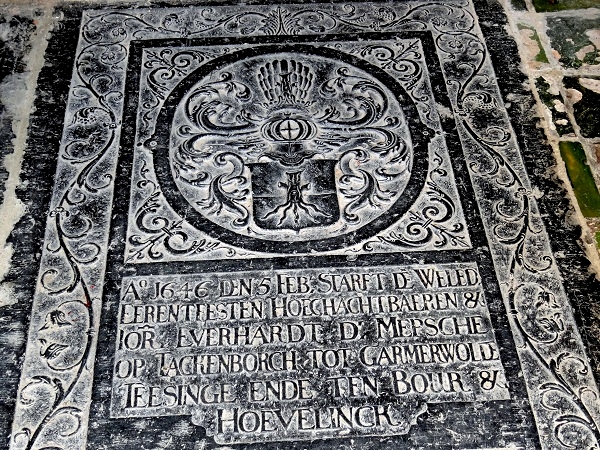 Aº 1646 DEN 5 FEB: STARFT DE WELED
EERENTFESTEN HOECHACHTBAEREN &
IOR̃: EVERHARDT D' MEPSCHE
OP TACKENBORCH TOT GARMERWOLDE
TEESINGE ENDE TEN BOUR &
HOEVELINCK